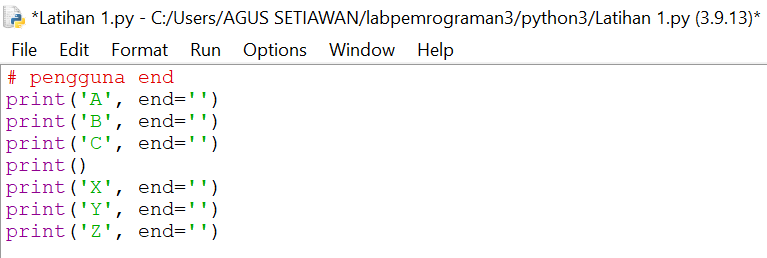 *Latihan 1.py - C:/Users/AGUS SETIAWAN/labpemrograman3/python3/Latihan 1.py (3.9.13)*
File Edit Format Run Options Window Help
# pengguna end
print('A', end='')
print('B', end='')
print('C', end='')
print()
print('X', end='')
print('Y', end='')
print('Z', end='')